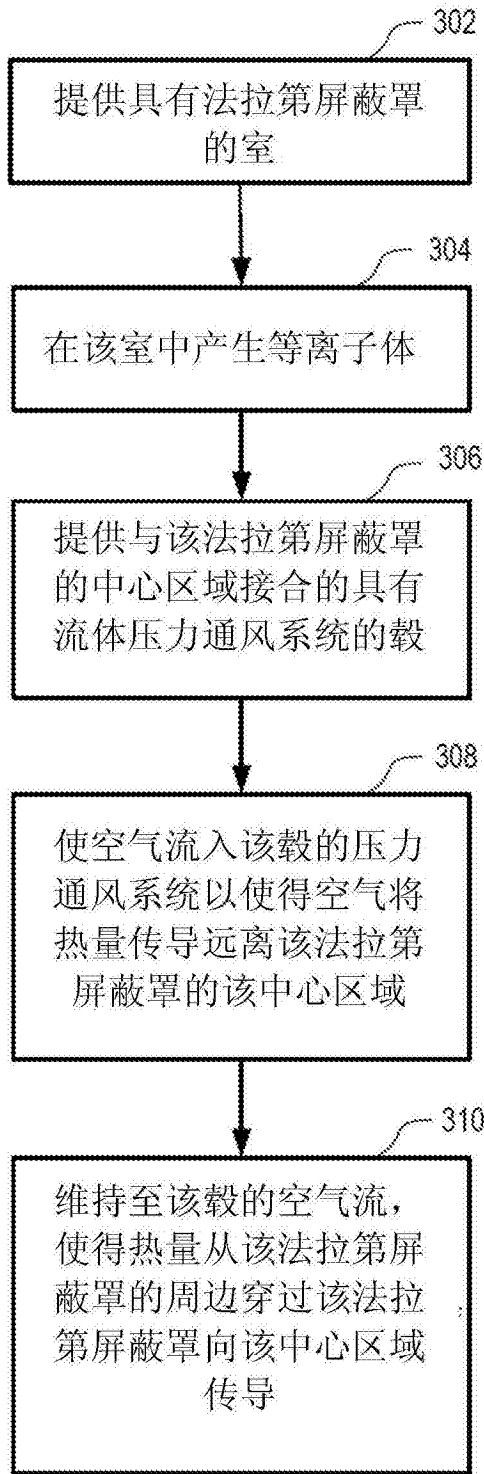 302
提供具有法拉第屏蔽罩
的室
304
在该室中产生等离子体
306
提供与该法拉第屏蔽罩
的中心区域接合的具有
流体压力通风系统的毂
308
使空气流入该毂的压力
通风系统以使得空气将
热量传导远离该法拉第
屏蔽罩的该中心区域
310
维持至该毂的空气流，
使得热量从该法拉第屏
蔽罩的周边穿过该法拉
第屏蔽罩向该中心区域
传导